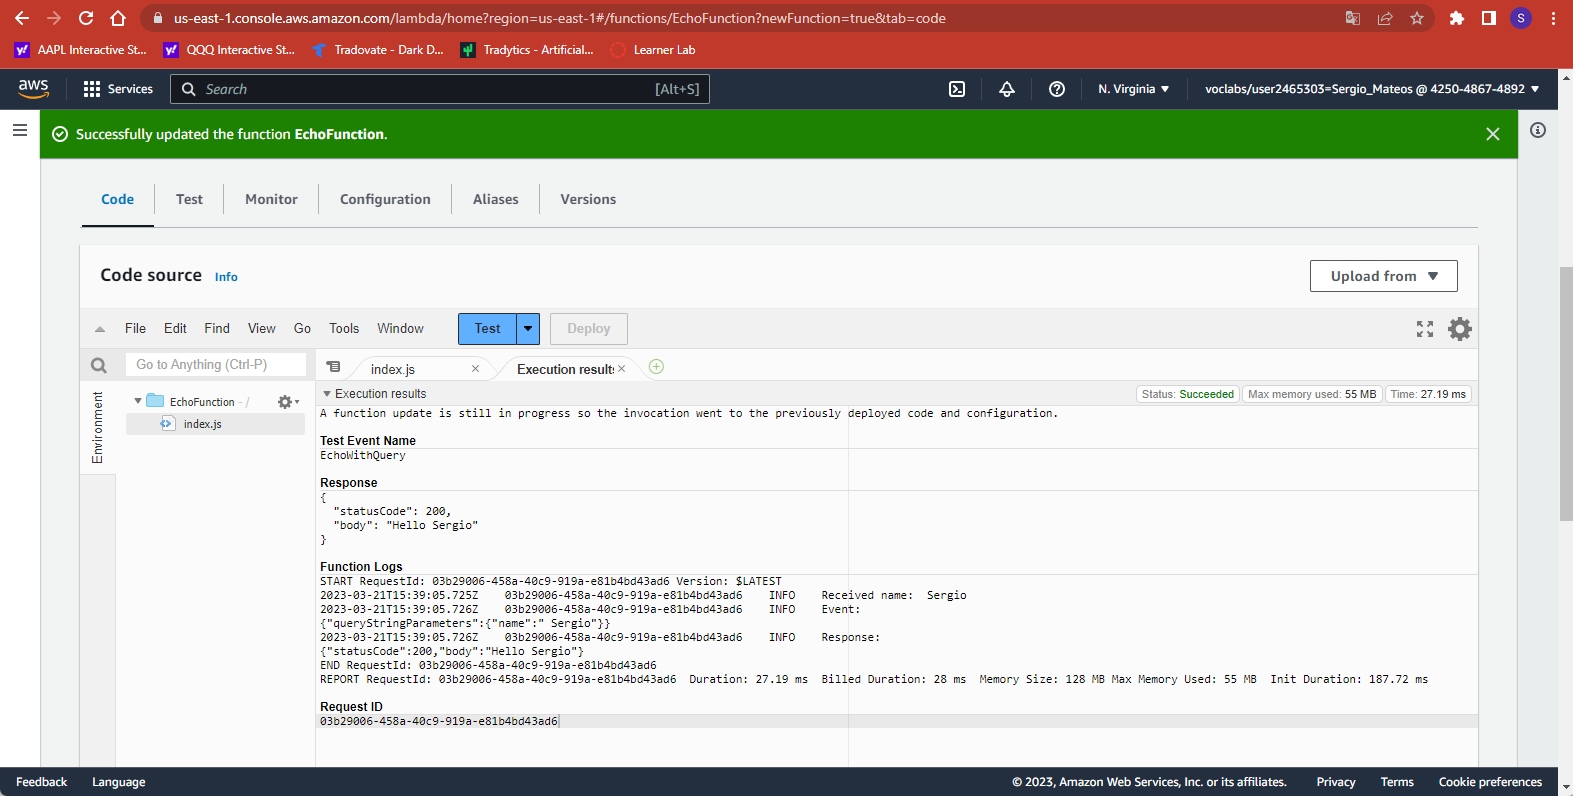 us-east-1.console.aws.amazon.com/lambda/home?region=us-east-1#/functions/EchoFunction?newFunction=true&tab=code
S
AAPL Interactive St...
QQQ Interactive St...
Tradovate - Dark D...
Tradytics - Artificial...
Learner Lab
aws
Services
Search
[Alt+S]
N. Virginia
voclabs/user2465303=Sergio_Mateos @ 4250-4867-4892
Successfully updated the function EchoFunction.
Code
Test
Monitor
Configuration
Aliases
Versions
Code source
Info
Upload from
File
Edit
Find
View
Go
Tools
Window
Test
Deploy
Go to Anything (Ctrl-P)
index.js
Execution result
Environment
EchoFunction - /
index.js
Execution results
Status: Succeeded
Max memory used: 55 MB
Time: 27.19 ms
A function update is still in progress so the invocation went to the previously deployed code and configuration.
Test Event Name
EchoWithQuery
Response
{
"statusCode": 200,
"body": "Hello Sergio"
}
Function Logs
START RequestId: 03b29006-458a-40c9-919a-e81b4bd43ad6 Version: $LATEST
2023-03-21T15:39:05.725Z 03b29006-458a-40c9-919a-e81b4bd43ad6 INFO Received name:  Sergio
2023-03-21T15:39:05.726Z 03b29006-458a-40c9-919a-e81b4bd43ad6 INFO Event:
{"queryStringParameters":{"name":" Sergio"}}
2023-03-21T15:39:05.726Z 03b29006-458a-40c9-919a-e81b4bd43ad6 INFO Response:
{"statusCode":200,"body":"Hello Sergio"}
END RequestId: 03b29006-458a-40c9-919a-e81b4bd43ad6
REPORT RequestId: 03b29006-458a-40c9-919a-e81b4bd43ad6 Duration: 27.19 ms Billed Duration: 28 ms Memory Size: 128 MB Max Memory Used: 55 MB Init Duration: 187.72 ms
Request ID
03b29006-458a-40c9-919a-e81b4bd43ad6
Feedback
Language
© 2023, Amazon Web Services, Inc. or its affiliates.
Privacy
Terms
Cookie preferences